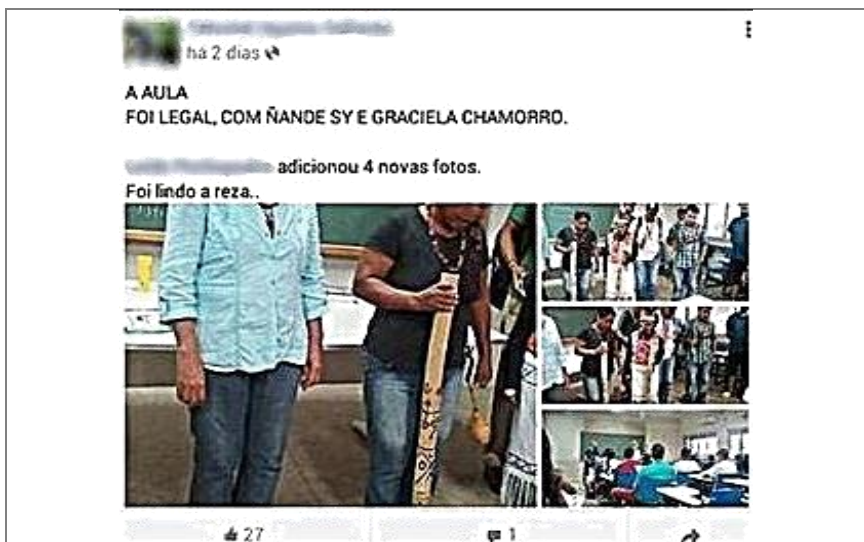 há 2 dias
A AULA
FOI LEGAL, COM ÑANDE SY E GRACIELA CHAMORRO.
adicionou 4 novas fotos.
Foi lindo a reza..
27
1